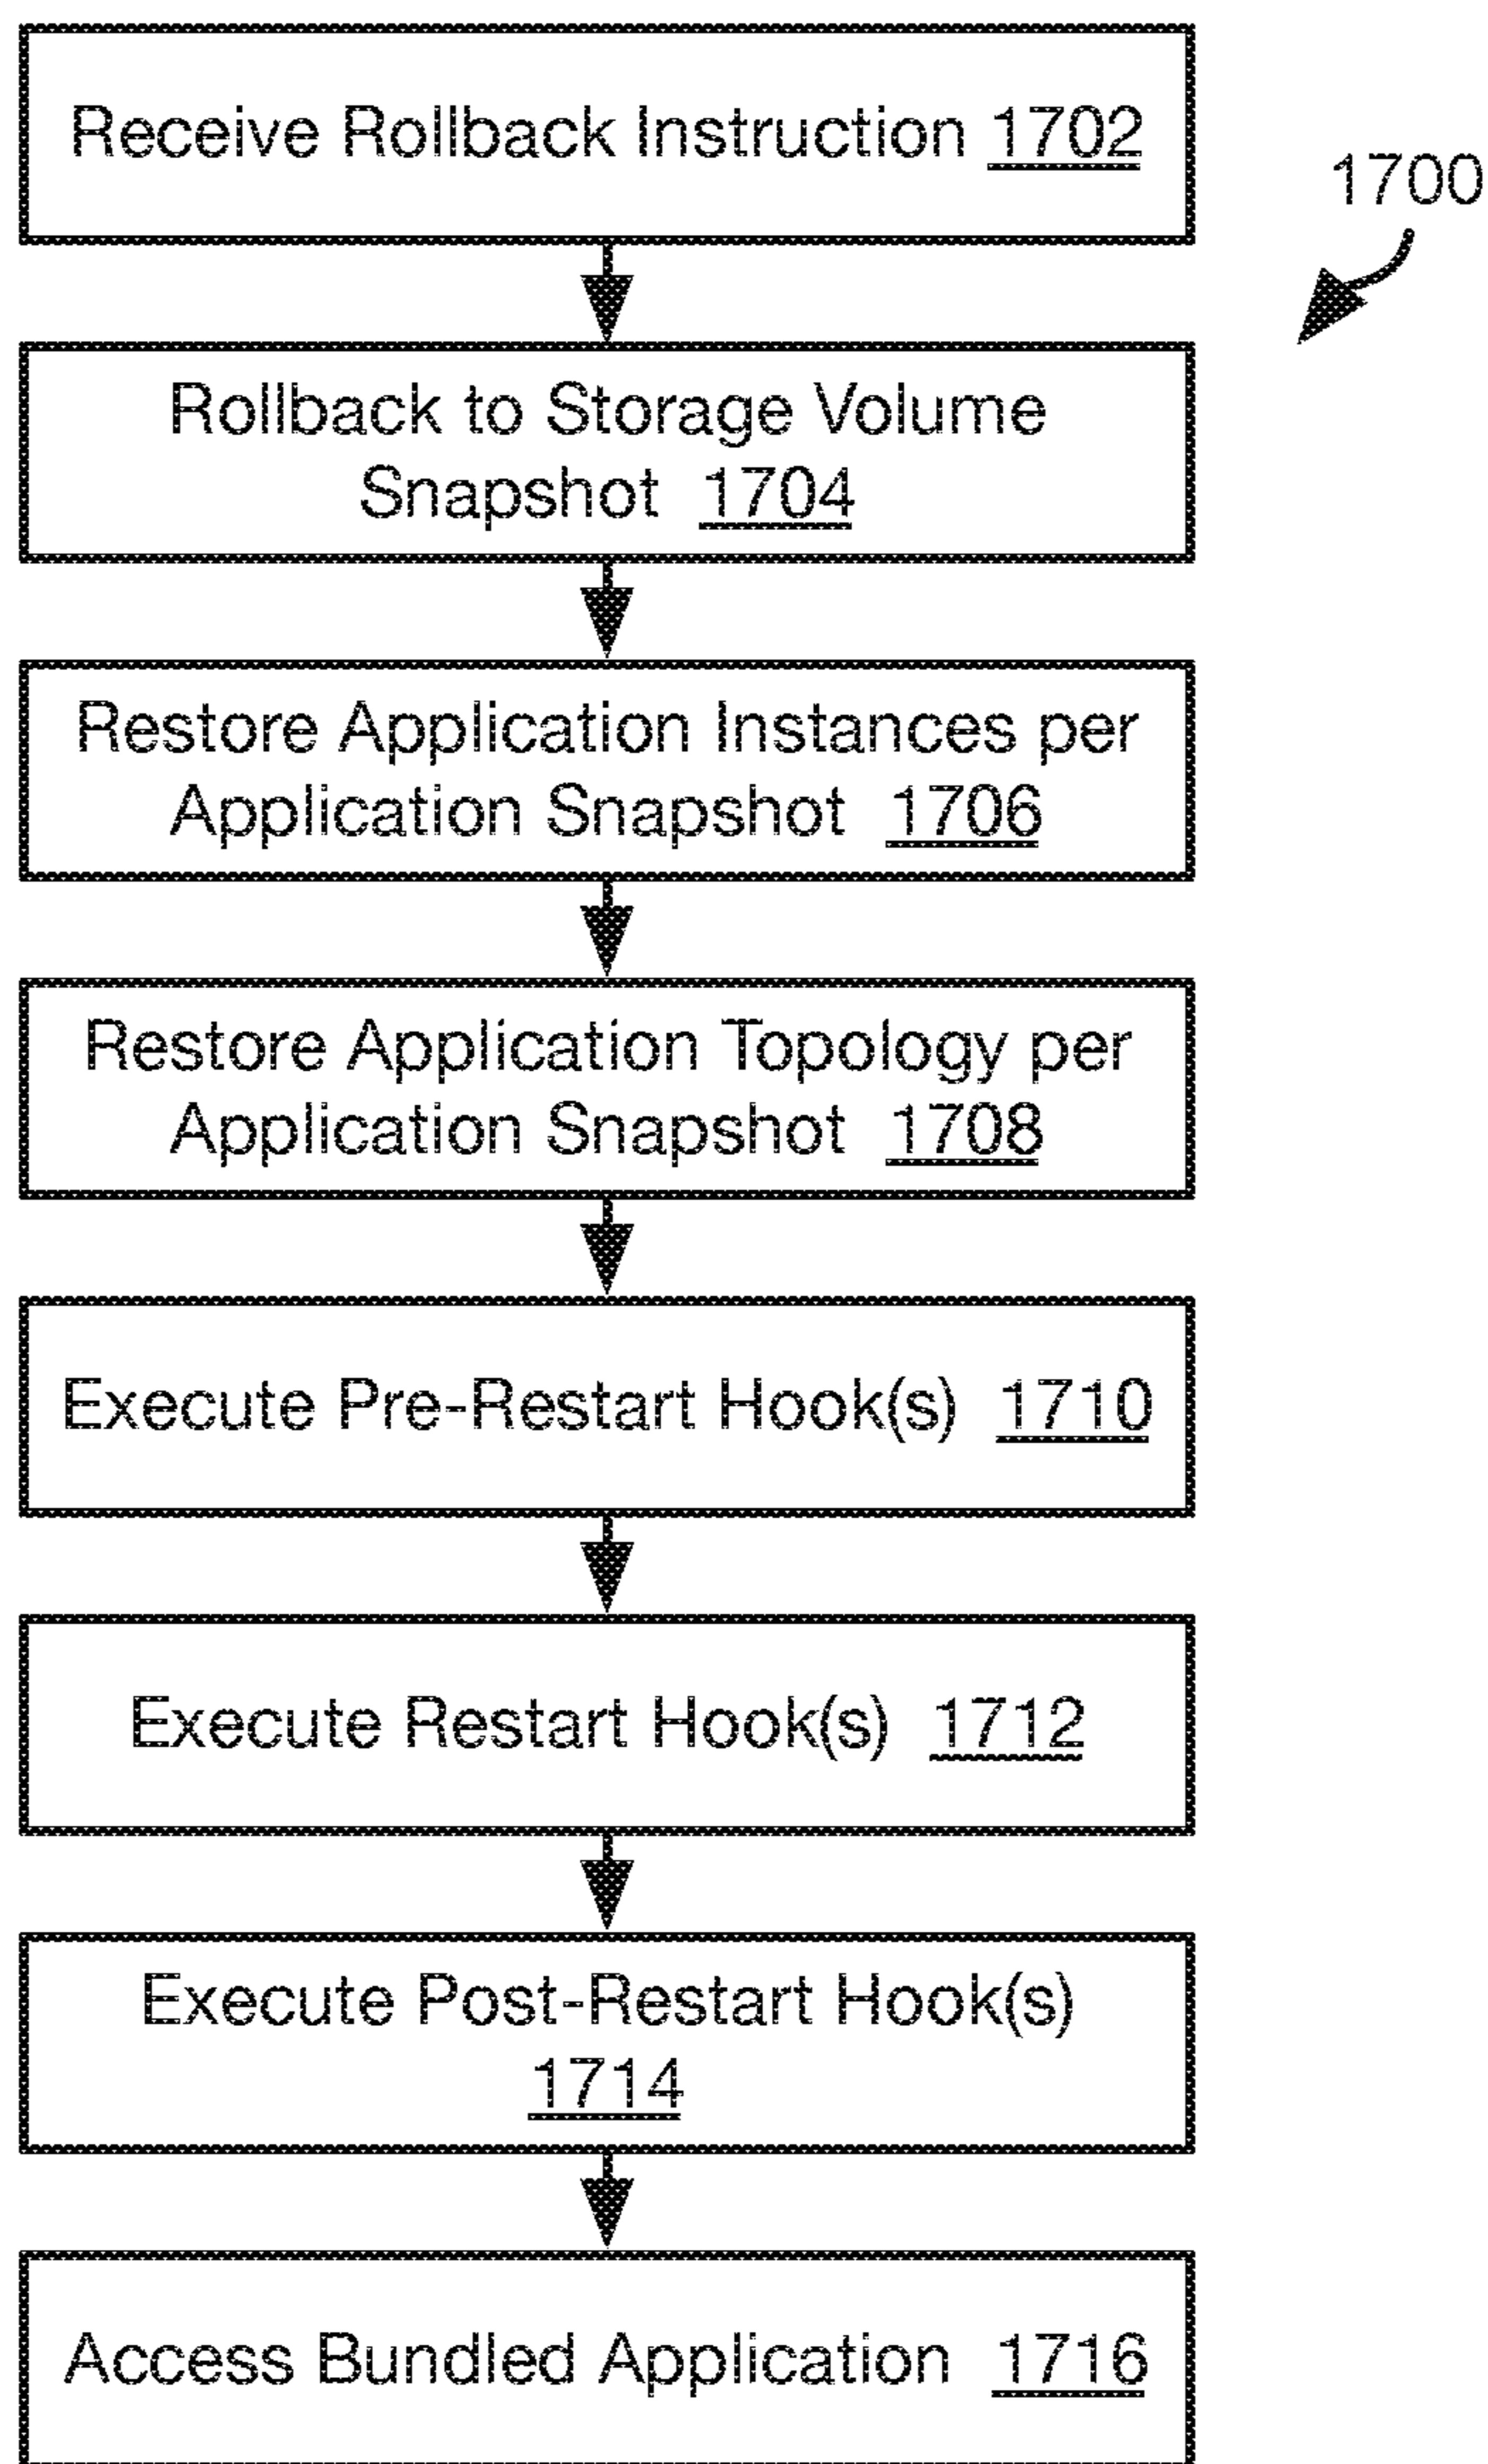 Receive Rollback Instruction 1702
1700
Rollback to Storage Volume
Snapshot 1704
Restore Application Instances per
Application Snapshot 1706
Restore Application Topology per
Application Snapshot 1708
Execute Pre-Restart Hook(s) 1710
Execute Restart Hook(s) 1712
Execute Post-Restart Hook(s)
1714
Access Bundled Application 1716